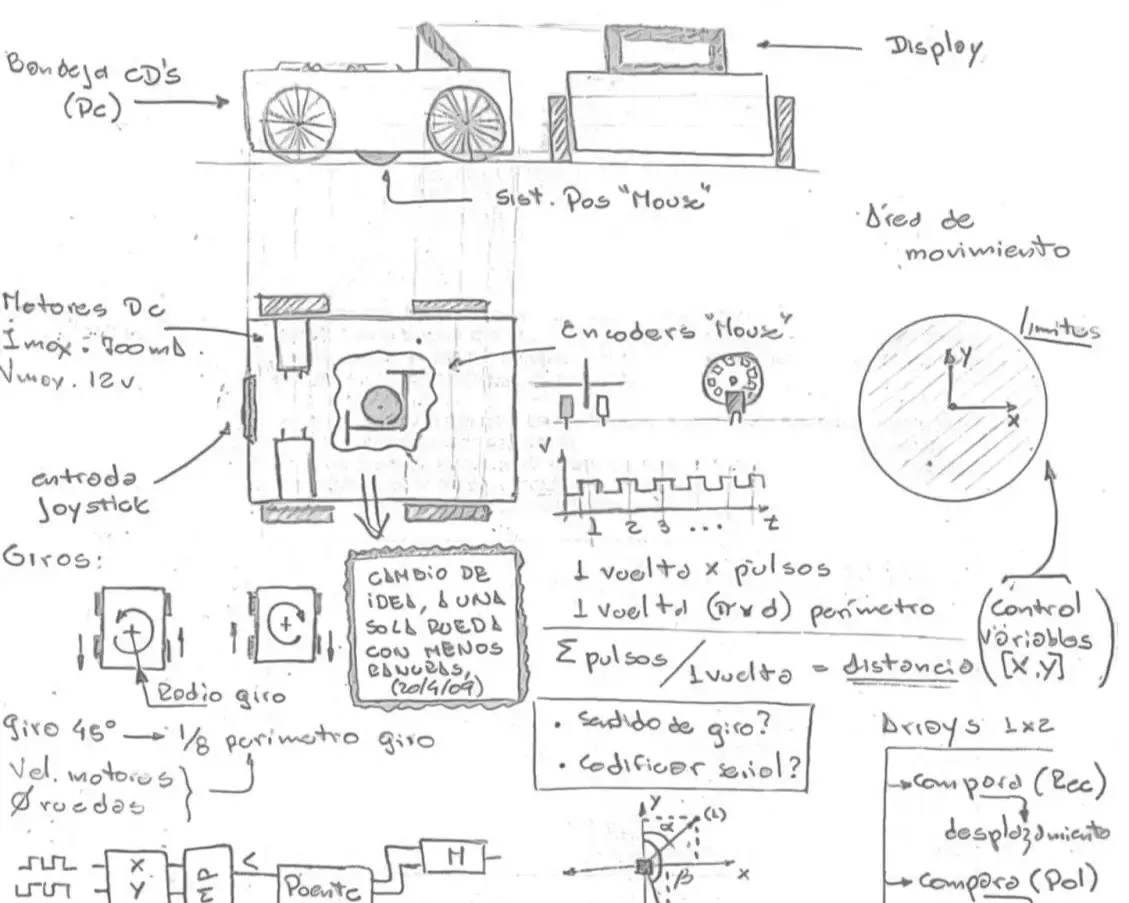 Display
Bandeja CD's
(Pc)
Sist. Pos "Mouse"
Área de
movimiento
Motores Dc
Imax. 700mA.
Vmax. 12v.
Encoders "Mouse"
límites
Y
X
V
entrada
Joystick
1 2 3 ... t
Giros:
CAMBIO DE
IDEA, A UNA
SOLA RUEDA
CON MENOS
RANURAS,
(20/4/09)
1 vuelta x pulsos
1 vuelta (π x d) perímetro
Σ pulsos / 1 vuelta = distancia
Control
variables
[X,Y]
Radio giro
giro 45° → 1/8 perímetro giro
Vel. motores
Ø ruedas
• sentido de giro?
• codificar señal?
Arrays 1x2
Compara (Rec)
desplazamiento
Compara (Pol)
Y
(L)
α
X
β
X
Y
MP
Puente
M